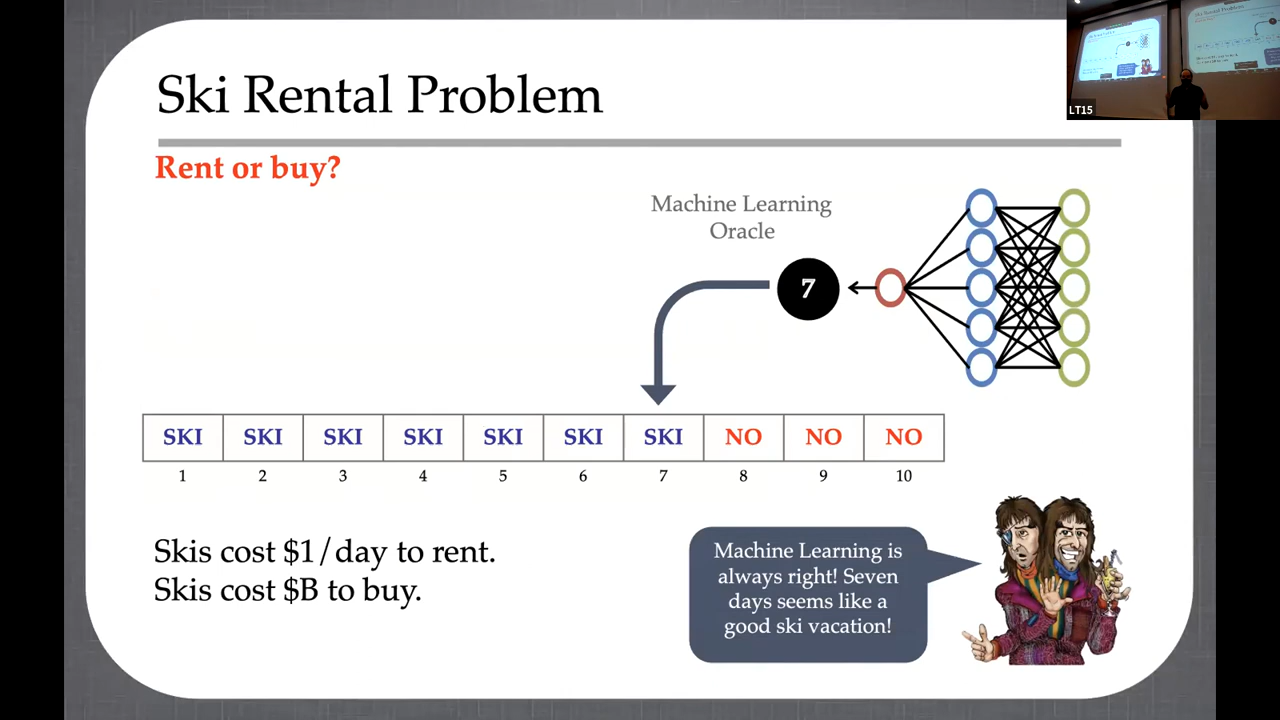 Ski Rental Problem
Rent or buy?
Machine Learning
Oracle
7
SKI SKI SKI SKI SKI SKI SKI NO NO NO
1 2 3 4 5 6 7 8 9 10
Skis cost $1/day to rent.
Skis cost $B to buy.
Machine Learning is
always right! Seven
days seems like a
good ski vacation!
LT15